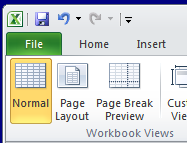 File Home Insert
Normal Page Layout Page Break Preview
Workbook Views